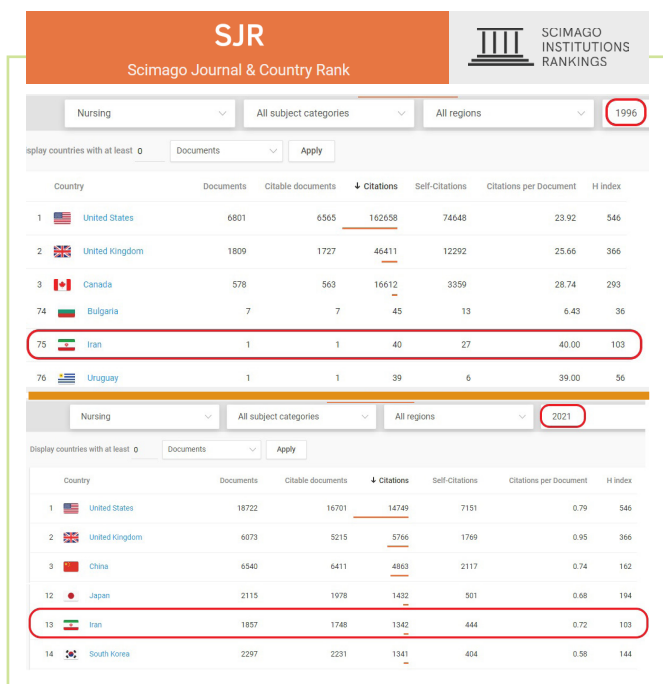 SJR
Scimago Journal & Country Rank
SCIMAGO
INSTITUTIONS
RANKINGS
Nursing All subject categories All regions 1996
isplay countries with at least 0 Documents Apply
Country Documents Citable documents ↓ Citations Self-Citations Citations per Document H index
1 United States 6801 6565 162658 74648 23.92 546
2 United Kingdom 1809 1727 46411 12292 25.66 366
3 Canada 578 563 16612 3359 28.74 293
74 Bulgaria 7 7 45 13 6.43 36
75 Iran 1 1 40 27 40.00 103
76 Uruguay 1 1 39 6 39.00 56
Nursing All subject categories All regions 2021
Display countries with at least 0 Documents Apply
Country Documents Citable documents ↓ Citations Self-Citations Citations per Document H index
1 United States 18722 16701 14749 7151 0.79 546
2 United Kingdom 6073 5215 5766 1769 0.95 366
3 China 6540 6411 4863 2117 0.74 162
12 Japan 2115 1978 1432 501 0.68 194
13 Iran 1857 1748 1342 444 0.72 103
14 South Korea 2297 2231 1341 404 0.58 144